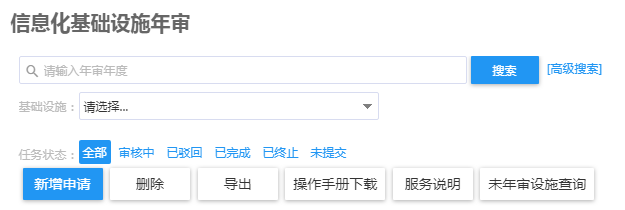 信息化基础设施年审
请输入年审年度 搜索 [高级搜索]
基础设施： 请选择...
任务状态： 全部 审核中 已驳回 已完成 已终止 未提交
新增申请 删除 导出 操作手册下载 服务说明 未年审设施查询